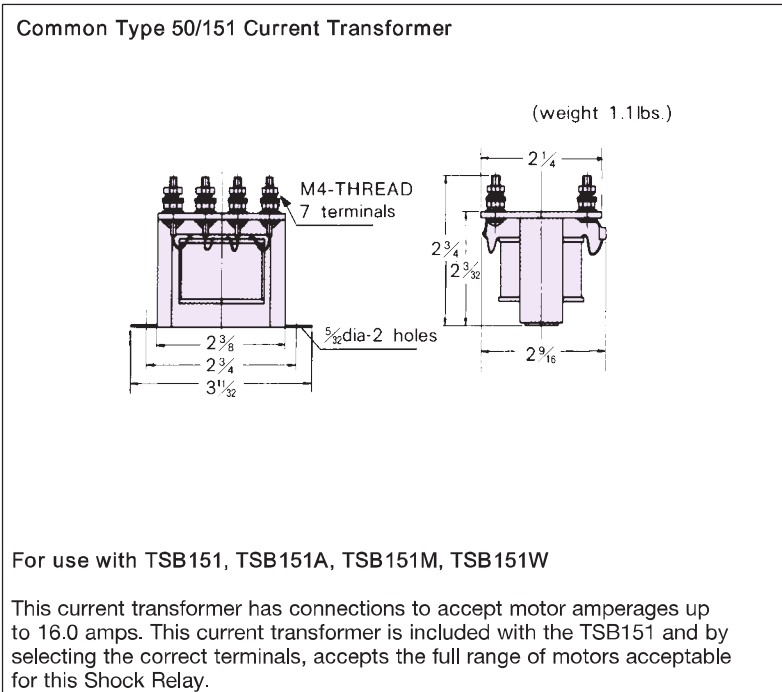 Common Type 50/151 Current Transformer
(weight 1.1lbs.)
2 1/4
M4-THREAD
7 terminals
2 3/4
2 3/32
5/32dia-2 holes
2 3/8
2 3/4
3 11/32
2 9/16
For use with TSB151, TSB151A, TSB151M, TSB151W
This current transformer has connections to accept motor amperages up
to 16.0 amps. This current transformer is included with the TSB151 and by
selecting the correct terminals, accepts the full range of motors acceptable
for this Shock Relay.